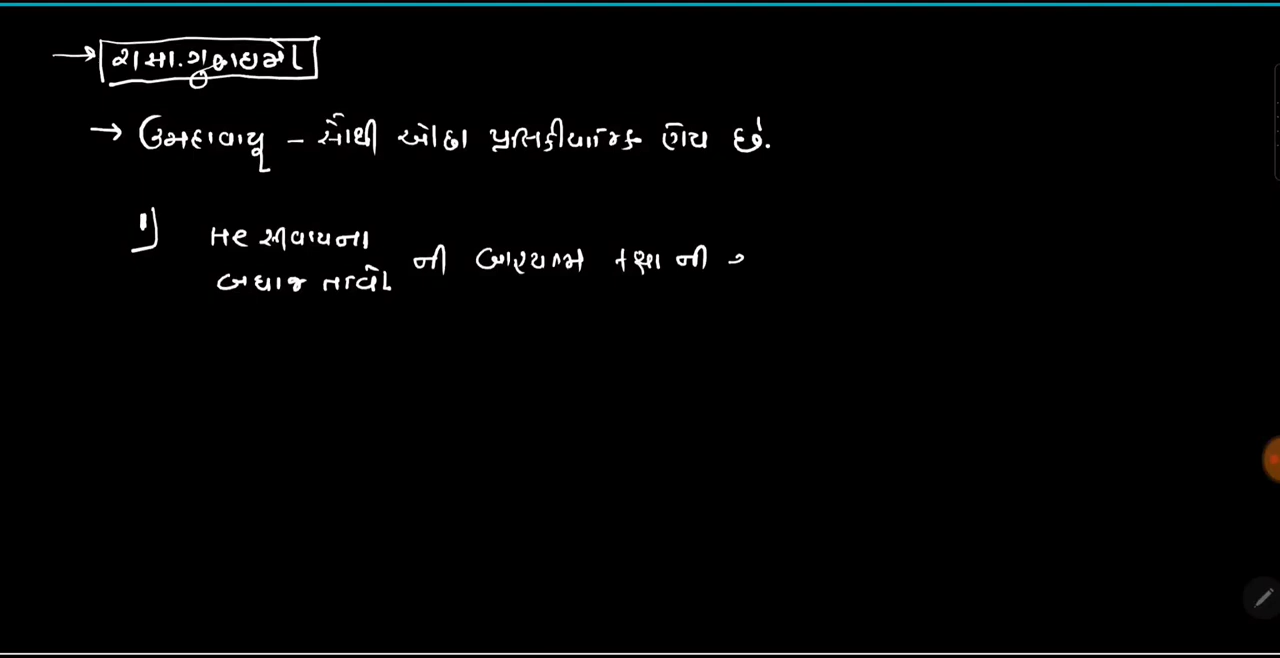 → રાસા. ગુણધર્મો
→ ઉમદાવાયુ - સૌથી ઓછા પ્રતિક્રીયાત્મક હોય છે.
1) He સીવાયના બધાજ તત્વો ની બાહ્યતમ કક્ષા ની